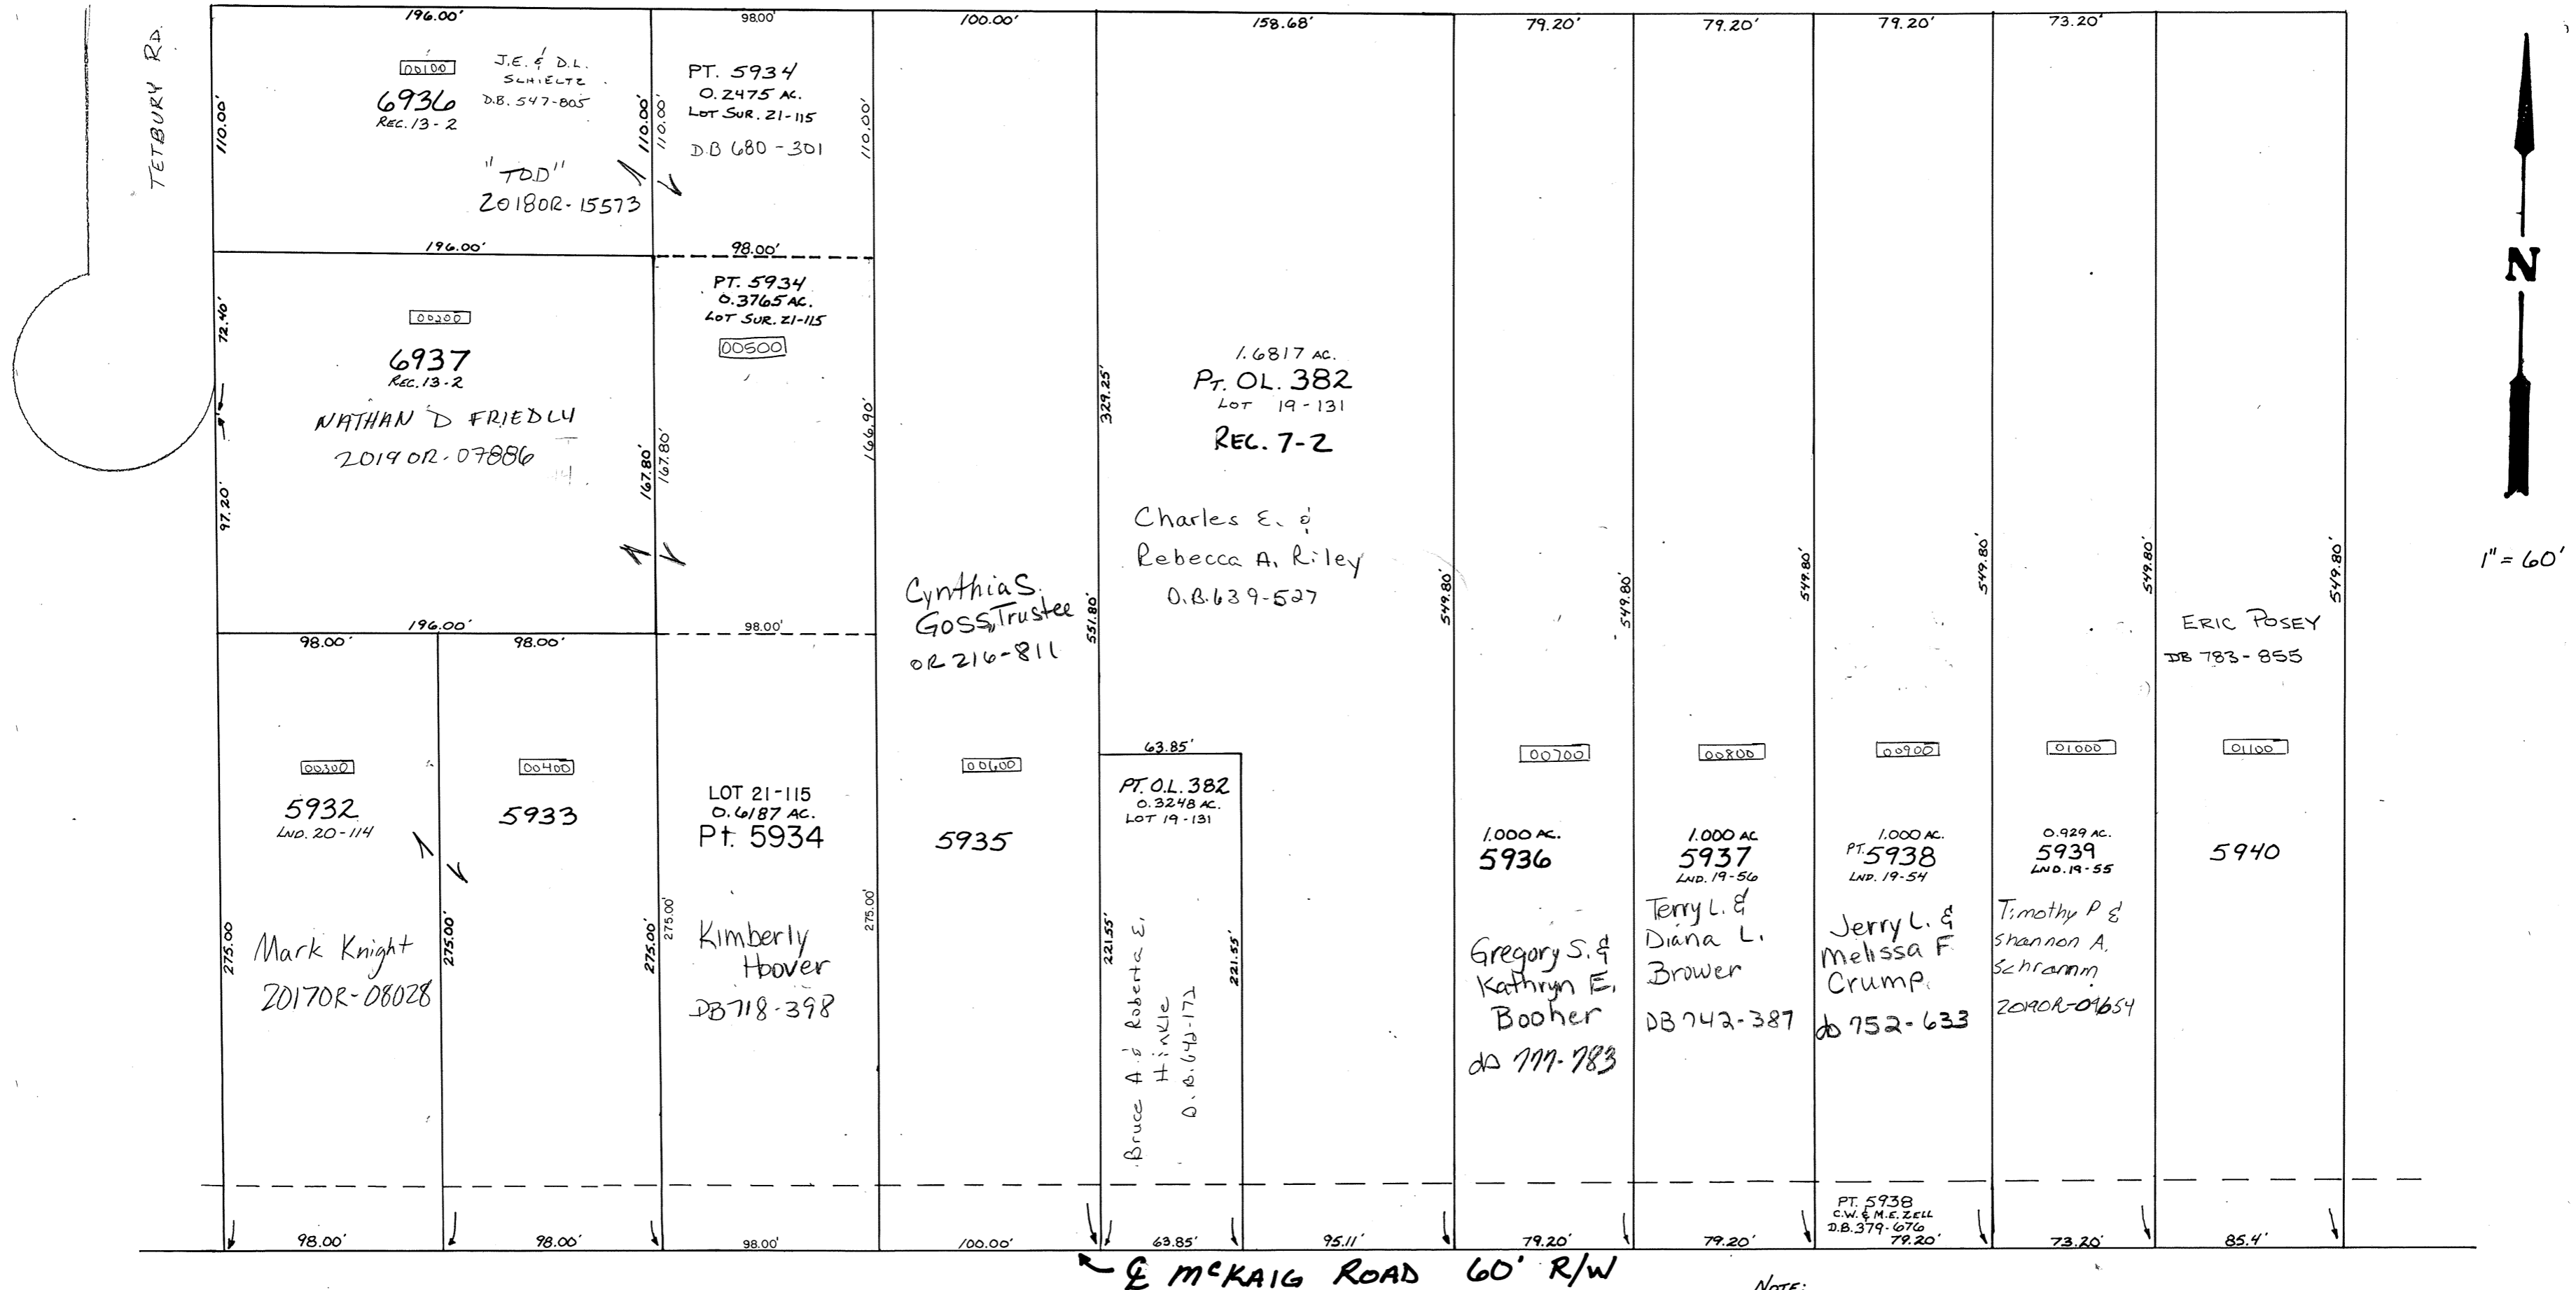 TETBURY RD.
196.00'
98.00'
100.00'
158.68'
79.20'
79.20'
79.20'
73.20'
00100
J.E. & D.L.
SCHIELTZ
6936
D.B. 547-805
REC. 13-2
"TOD"
2018OR-15573
110.00'
110.00'
110.00'
110.00'
PT. 5934
0.2475 AC.
LOT SUR. 21-115
D.B 680-301
196.00'
98.00'
00200
6937
REC. 13-2
NATHAN D FRIEDLY
2019OR-07886
72.40'
97.20'
167.80'
167.80'
166.90'
PT. 5934
0.3765 AC.
LOT SUR. 21-115
00500
196.00'
98.00'
98.00'
98.00'
00300
5932
LND. 20-114
Mark Knight
2017OR-08028
275.00
275.00'
98.00'
00400
5933
275.00'
98.00'
LOT 21-115
0.6187 AC.
Pt. 5934
Kimberly
Hoover
DB 718-398
275.00'
275.00'
98.00'
Cynthia S.
Goss, Trustee
OR 216-811
00600
5935
551.80'
100.00'
329.25'
1.6817 AC.
PT. OL. 382
LOT 19-131
REC. 7-2
Charles E. &
Rebecca A. Riley
D.B. 639-527
549.80'
63.85'
PT. O.L. 382
0.3248 AC.
LOT 19-131
Bruce A. & Roberta E.
Hinkle
D.B. 642-172
221.55'
221.55'
63.85'
95.11'
00700
1.000 AC.
5936
Gregory S. &
Kathryn E.
Booher
db 777-783
549.80'
79.20'
00800
1.000 AC
5937
LND. 19-56
Terry L. &
Diana L.
Brower
DB 742-387
549.80'
79.20'
00900
1.000 AC.
PT. 5938
LND. 19-54
Jerry L. &
Melissa F.
Crump
db 752-633
549.80'
PT. 5938
C.W. & M.E. ZELL
D.B. 379-676
79.20'
01000
0.929 AC.
5939
LND. 19-55
Timothy P &
Shannon A.
Schramm
2019OR-09654
549.80'
73.20'
ERIC POSEY
DB 783-855
01100
5940
549.80'
85.4'
N
1" = 60'
℄ McKAIG ROAD 60' R/W
NOTE: